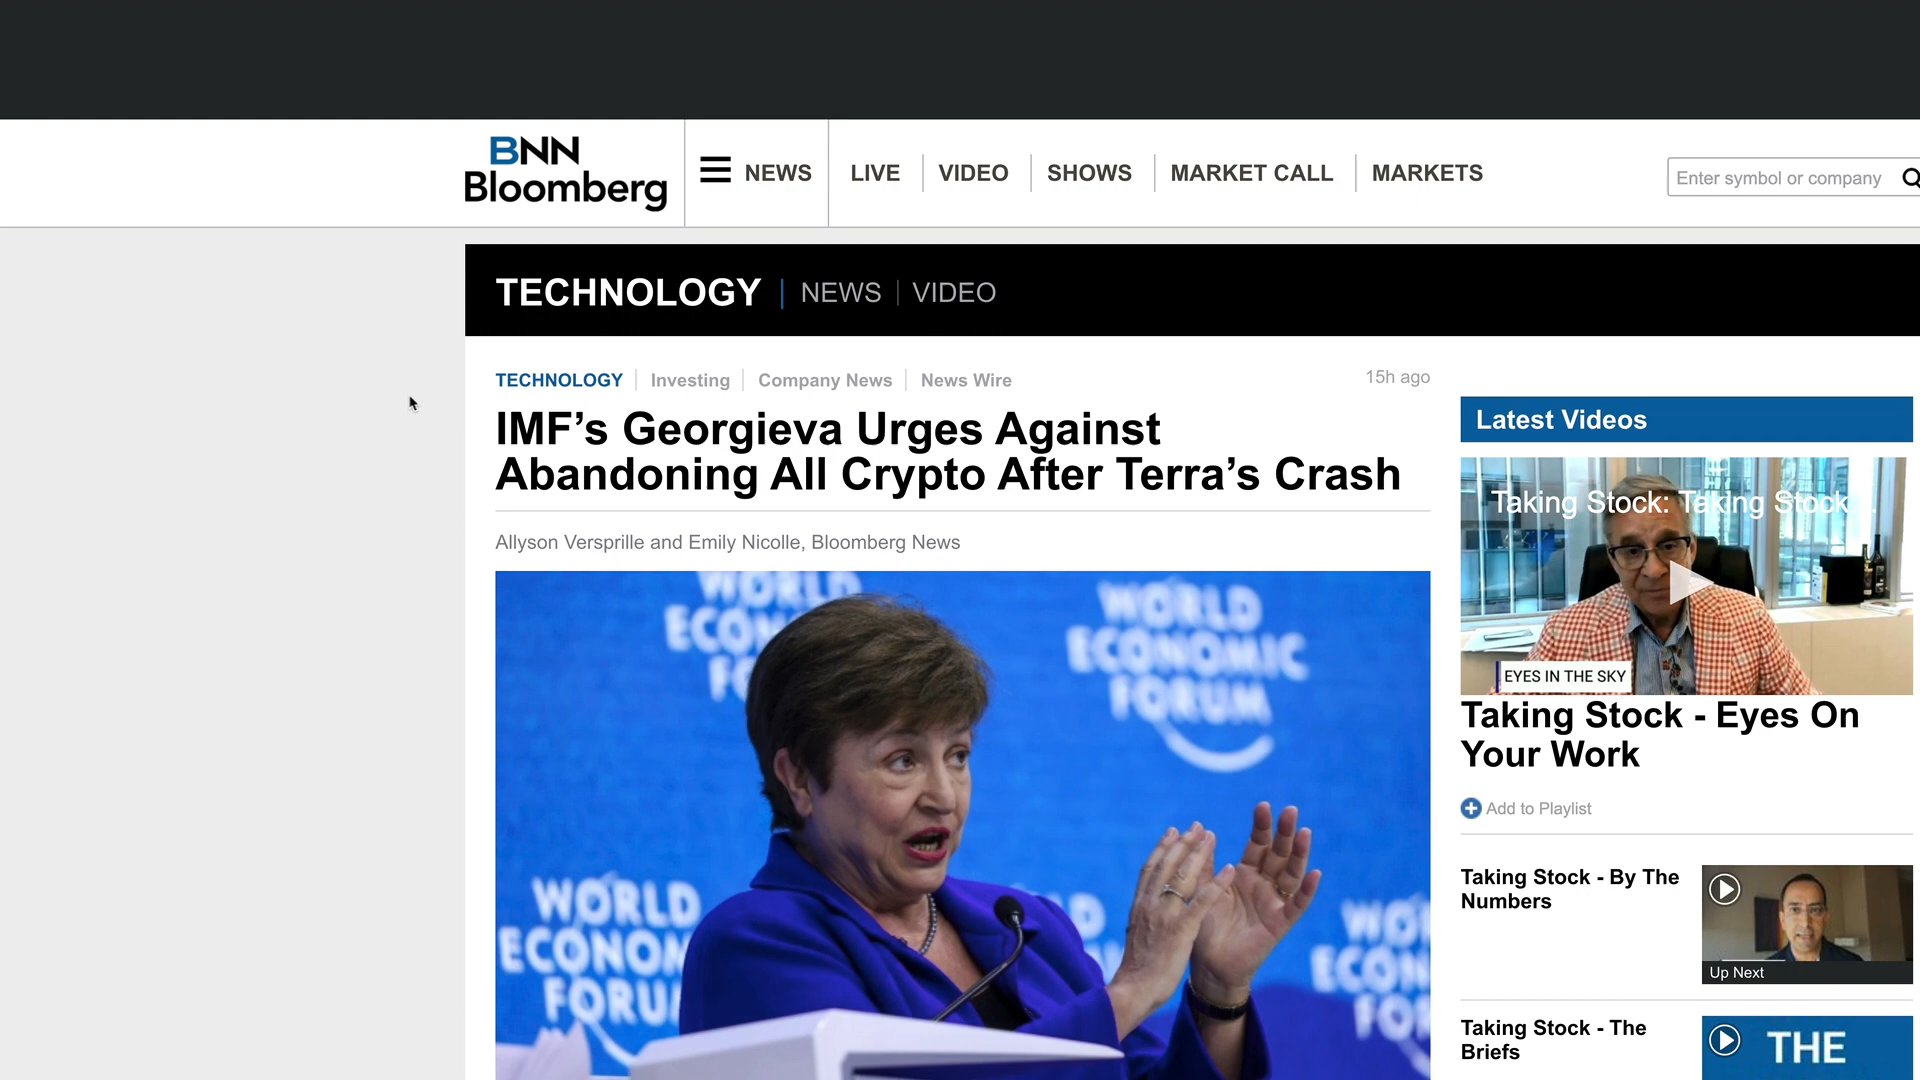 BNN
Bloomberg
NEWS
LIVE
VIDEO
SHOWS
MARKET CALL
MARKETS
Enter symbol or company
TECHNOLOGY
NEWS
VIDEO
TECHNOLOGY
Investing
Company News
News Wire
15h ago
IMF’s Georgieva Urges Against
Abandoning All Crypto After Terra’s Crash
Allyson Versprille and Emily Nicolle, Bloomberg News
WORLD
WORLD
ECONOMIC
FORUM
WORLD
Latest Videos
Taking Stock: Taking Stock
EYES IN THE SKY
Taking Stock - Eyes On
Your Work
Add to Playlist
Taking Stock - By The
Numbers
Up Next
Taking Stock - The
Briefs
THE